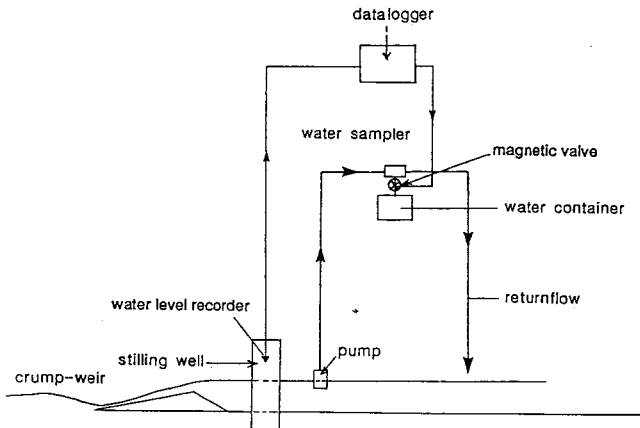 datalogger
water sampler
magnetic valve
water container
water level recorder
returnflow
stilling well
pump
crump-weir